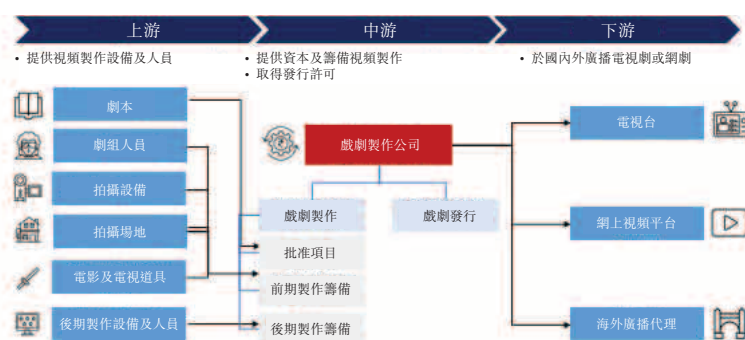 上游
中游
下游
• 提供視頻製作設備及人員
• 提供資本及籌備視頻製作
• 取得發行許可
• 於國內外廣播電視劇或網劇
劇本
劇組人員
拍攝設備
拍攝場地
電影及電視道具
後期製作設備及人員
戲劇製作公司
戲劇製作
戲劇發行
批准項目
前期製作籌備
後期製作籌備
電視台
網上視頻平台
海外廣播代理